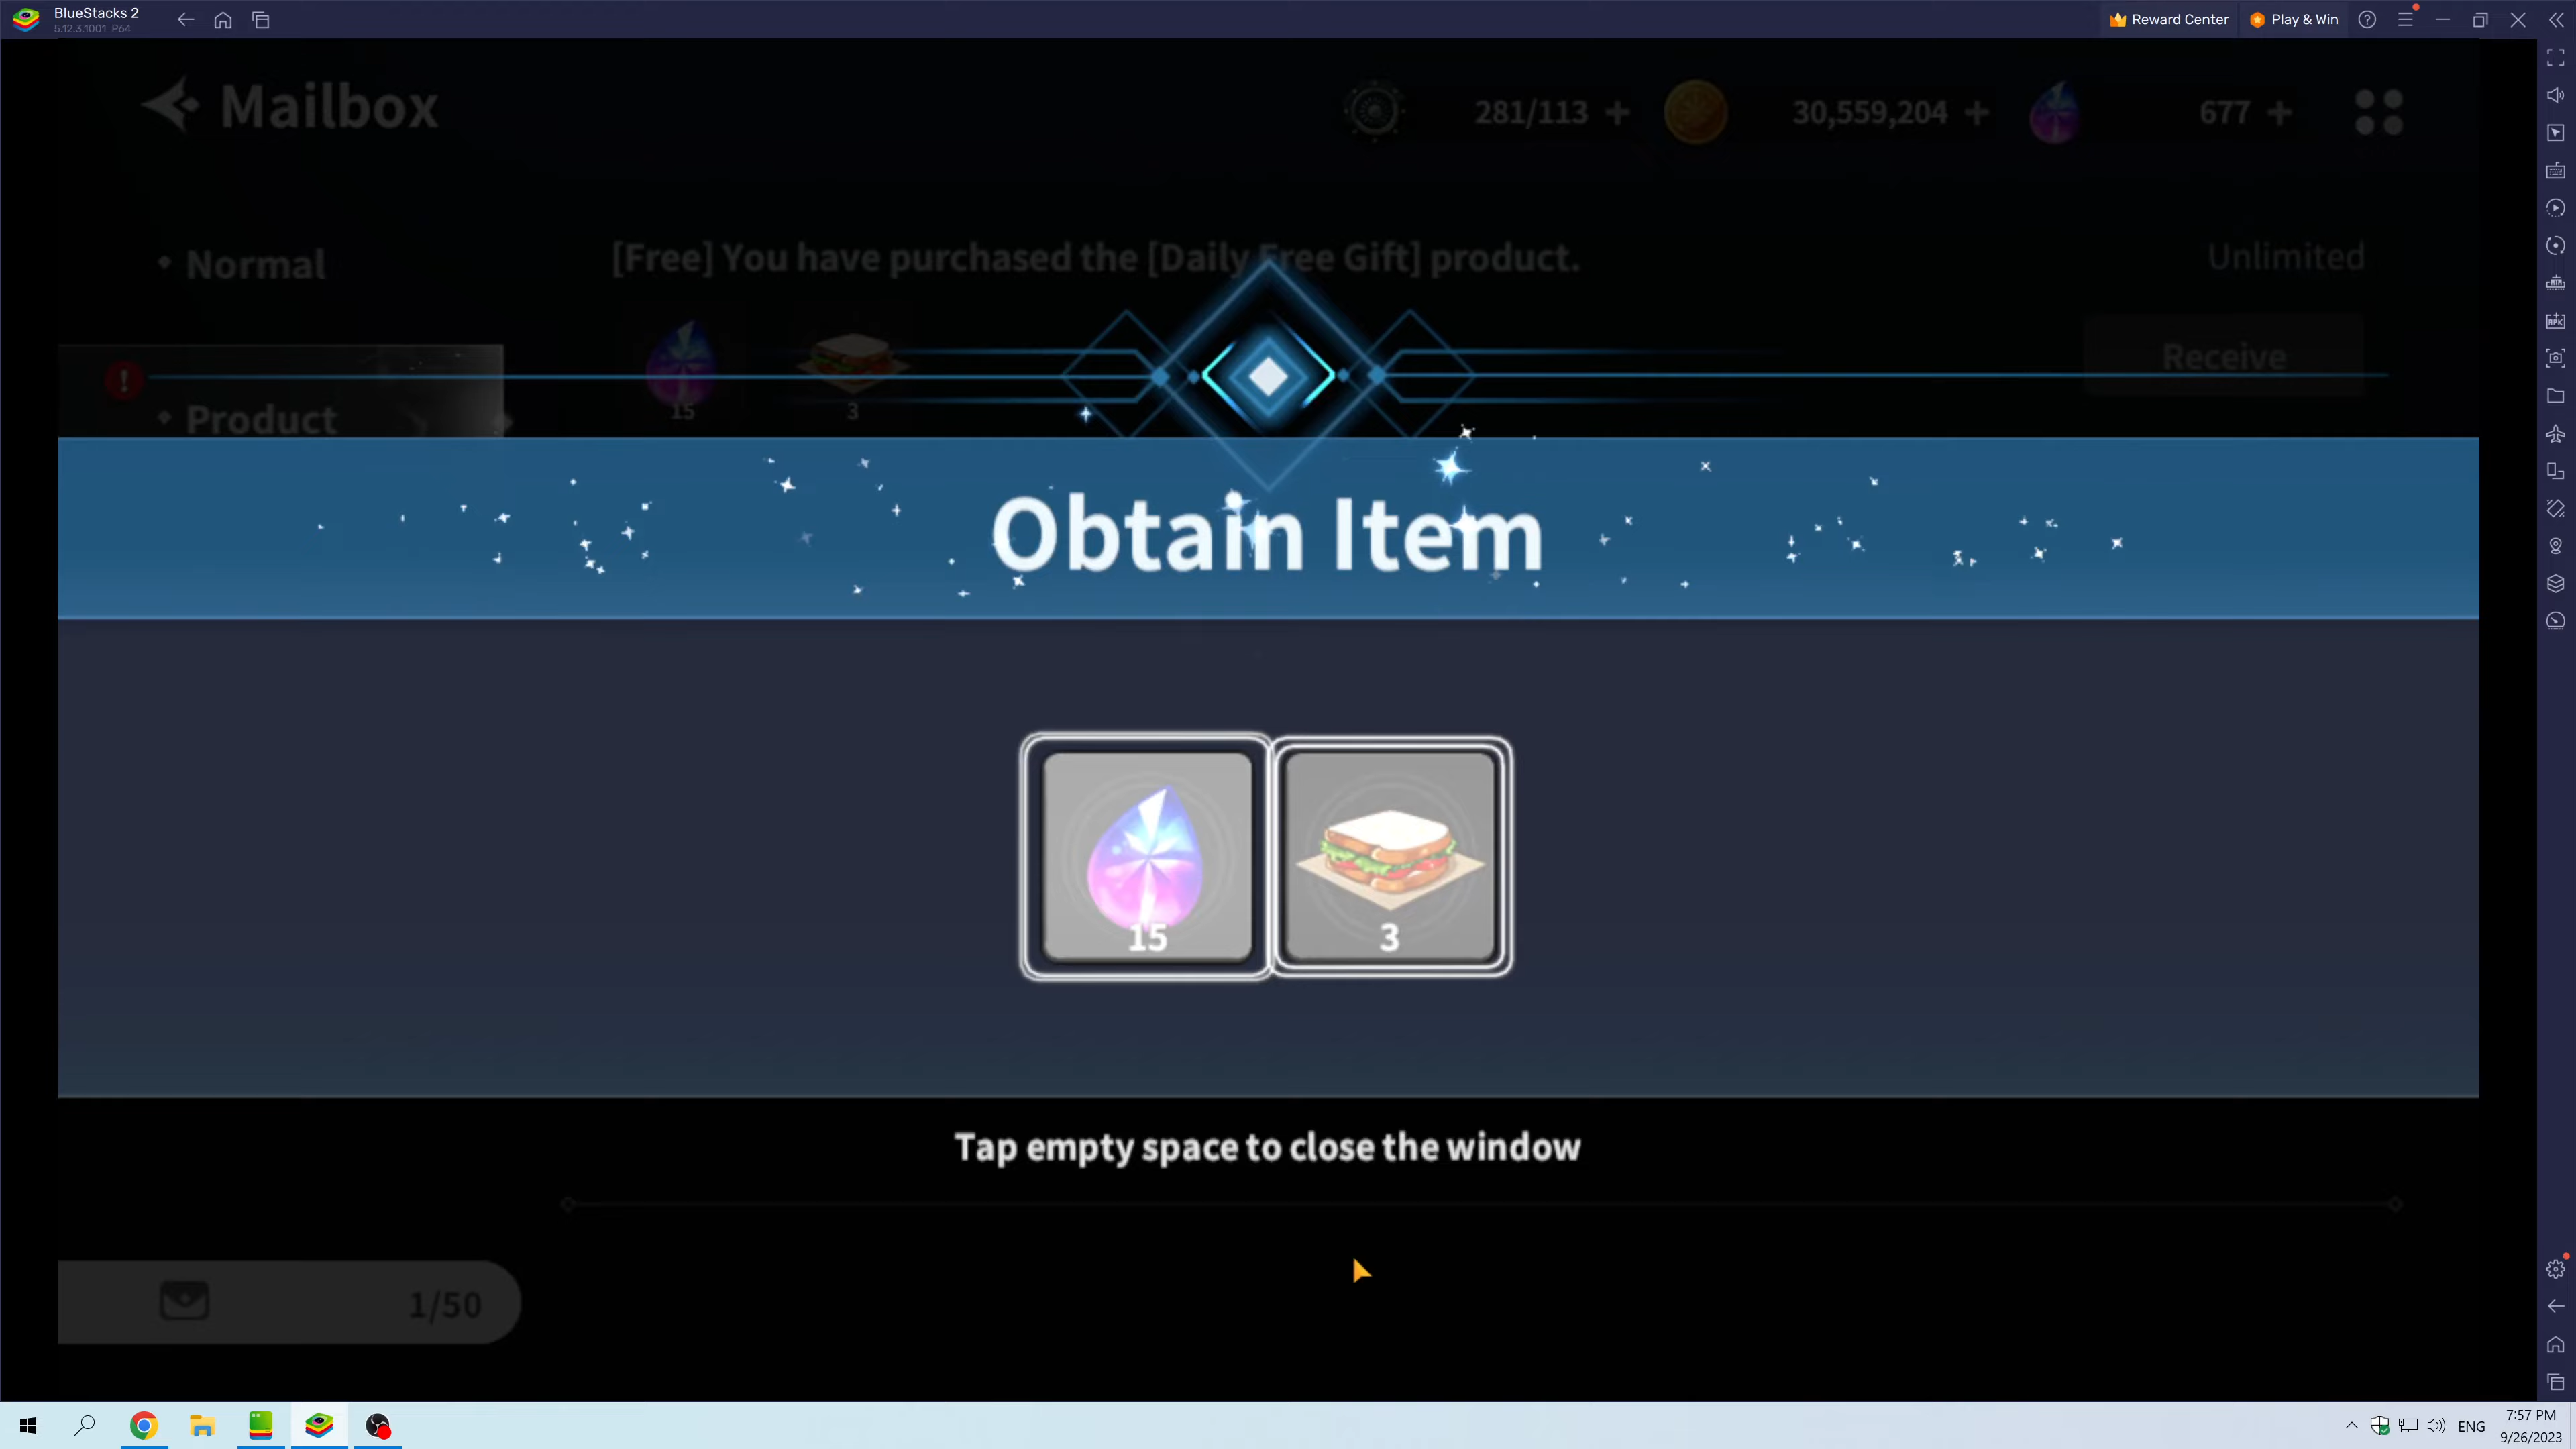 BlueStacks 2
5.12.3.1001 P64
Reward Center
Play & Win
Mailbox
281/113
30,559,204
677
Normal
[Free] You have purchased the [Daily Free Gift] product.
Unlimited
15
3
Receive
Product
Obtain Item
15
3
Tap empty space to close the window
1/50
ENG
7:57 PM
9/26/2023